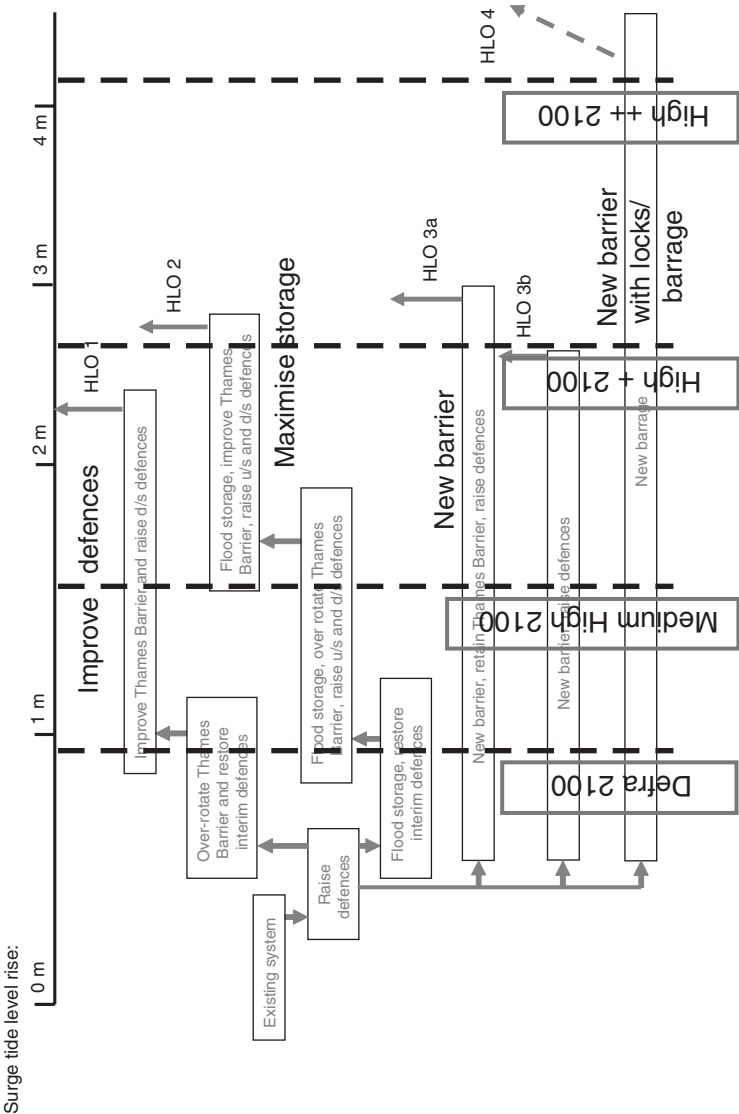 Surge tide level rise:
0 m
1 m
2 m
3 m
4 m
Improve defences
HLO 1
Improve Thames Barrier and raise d/s defences
Over-rotate Thames
Barrier and restore
interim defences
Existing system
Raise
defences
HLO 2
Flood storage, improve Thames
Barrier, raise u/s and d/s defences
Maximise storage
Flood storage, over rotate Thames
Barrier, raise u/s and d/s defences
Flood storage, restore
interim defences
New barrier
HLO 3a
New barrier, retain Thames Barrier, raise defences
HLO 3b
New barrier, raise defences
HLO 4
New barrier
with locks/
barrage
New barrage
Defra 2100
Medium High 2100
High + 2100
High ++ 2100